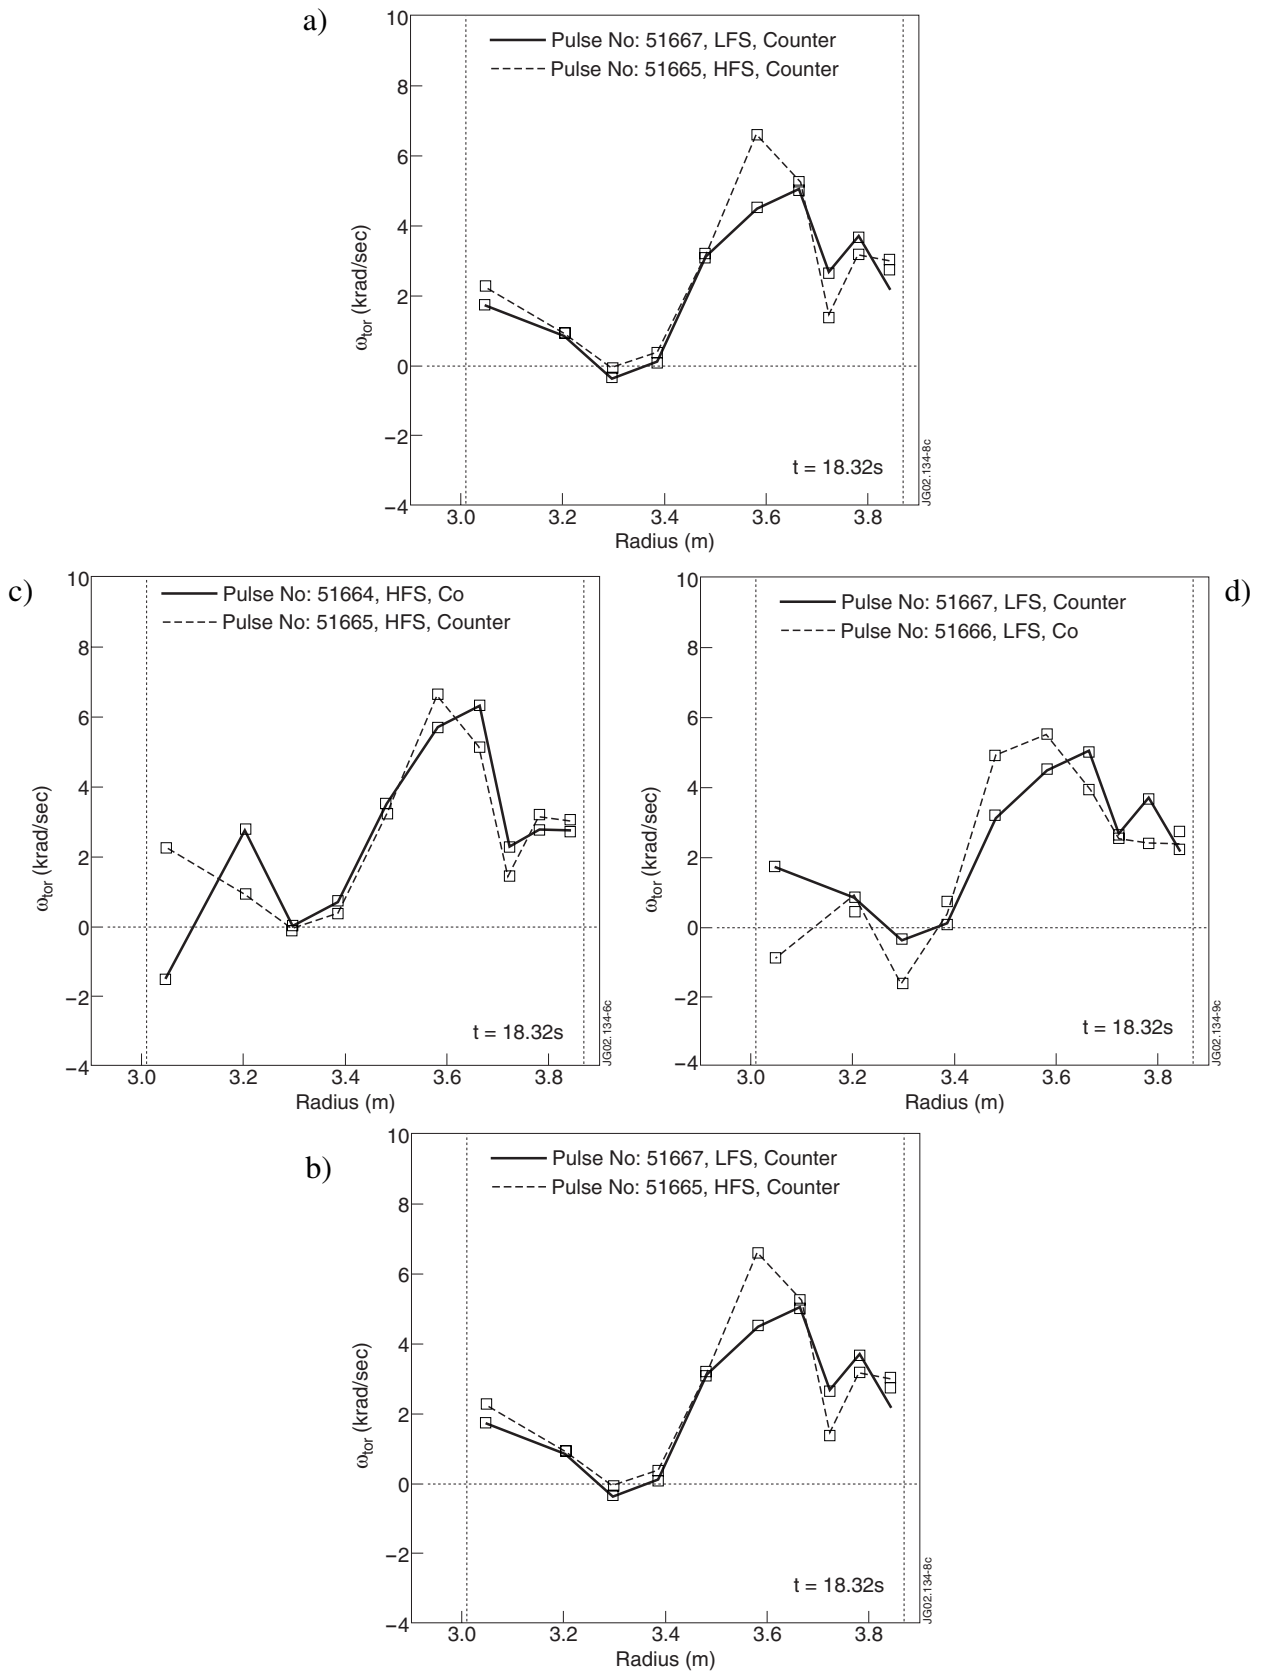 a)
10
8
6
4
2
0
−2
−4
ω_tor (krad/sec)
Pulse No: 51667, LFS, Counter
Pulse No: 51665, HFS, Counter
t = 18.32s
JG02.134-8c
3.0 3.2 3.4 3.6 3.8
Radius (m)
c)
10
8
6
4
2
0
−2
−4
ω_tor (krad/sec)
Pulse No: 51664, HFS, Co
Pulse No: 51665, HFS, Counter
t = 18.32s
JG02.134-6c
3.0 3.2 3.4 3.6 3.8
Radius (m)
d)
10
8
6
4
2
0
−2
−4
ω_tor (krad/sec)
Pulse No: 51667, LFS, Counter
Pulse No: 51666, LFS, Co
t = 18.32s
JG02.134-9c
3.0 3.2 3.4 3.6 3.8
Radius (m)
b)
10
8
6
4
2
0
−2
−4
ω_tor (krad/sec)
Pulse No: 51667, LFS, Counter
Pulse No: 51665, HFS, Counter
t = 18.32s
JG02.134-8c
3.0 3.2 3.4 3.6 3.8
Radius (m)